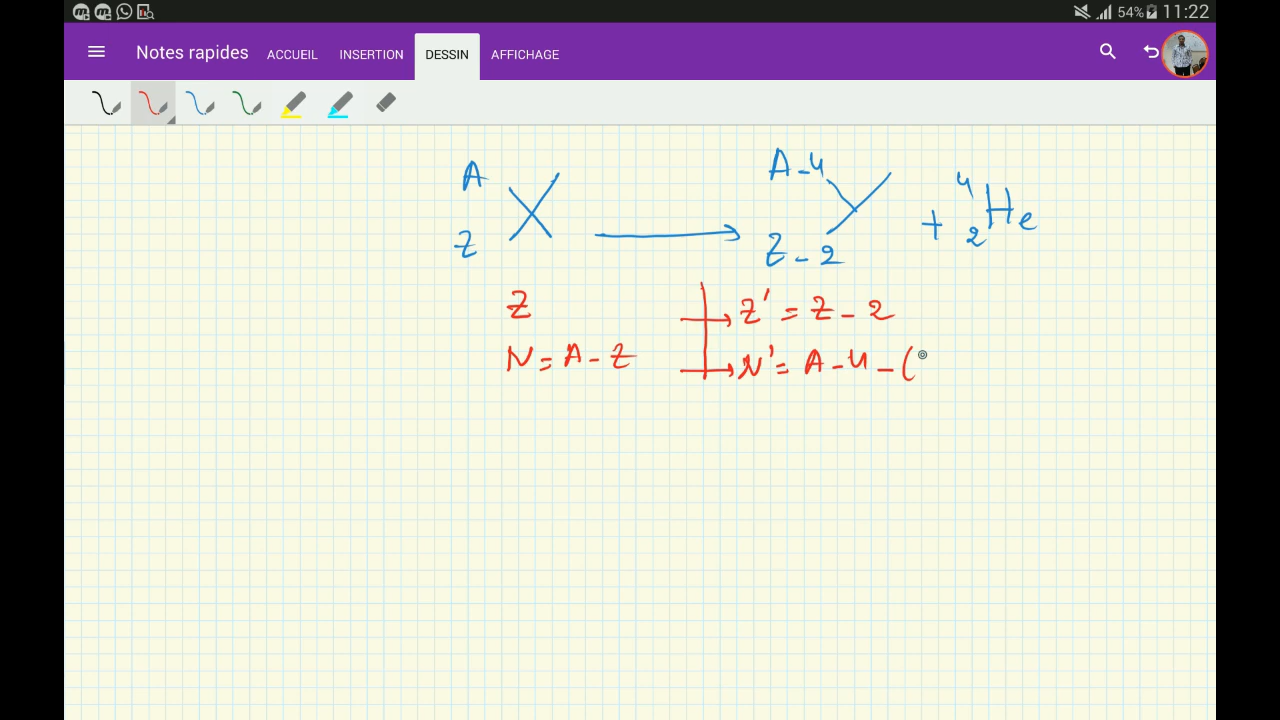 54% 11:22
Notes rapides ACCUEIL INSERTION DESSIN AFFICHAGE
A A-4 4
X → Y + He
Z Z-2 2
Z → Z' = Z - 2
N = A - Z → N' = A - 4 - (